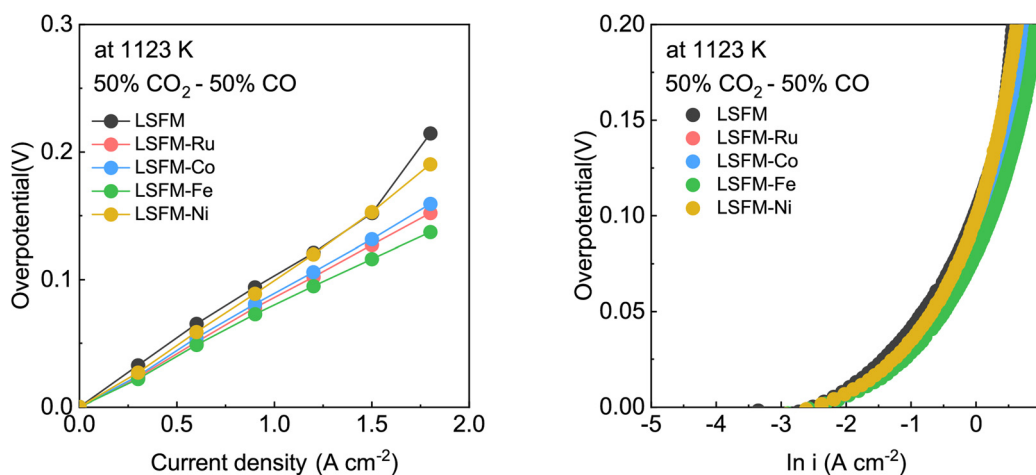 at 1123 K
50% CO₂ - 50% CO
LSFM
LSFM-Ru
LSFM-Co
LSFM-Fe
LSFM-Ni
Overpotential(V)
0.3
0.2
0.1
0.0
0.0 0.5 1.0 1.5 2.0
Current density (A cm⁻²)
at 1123 K
50% CO₂ - 50% CO
LSFM
LSFM-Ru
LSFM-Co
LSFM-Fe
LSFM-Ni
Overpotential(V)
0.20
0.15
0.10
0.05
0.00
-5 -4 -3 -2 -1 0
ln i (A cm⁻²)